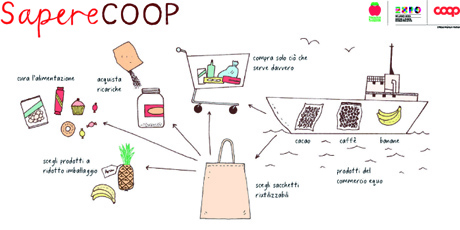 SapereCOOP
EXPO
coop
cura l'alimentazione
acquista
ricariche
compra solo ciò che
serve davvero
cacao
caffè
banane
scegli prodotti a
ridotto imballaggio
scegli sacchetti
riutilizzabili
prodotti del
commercio equo